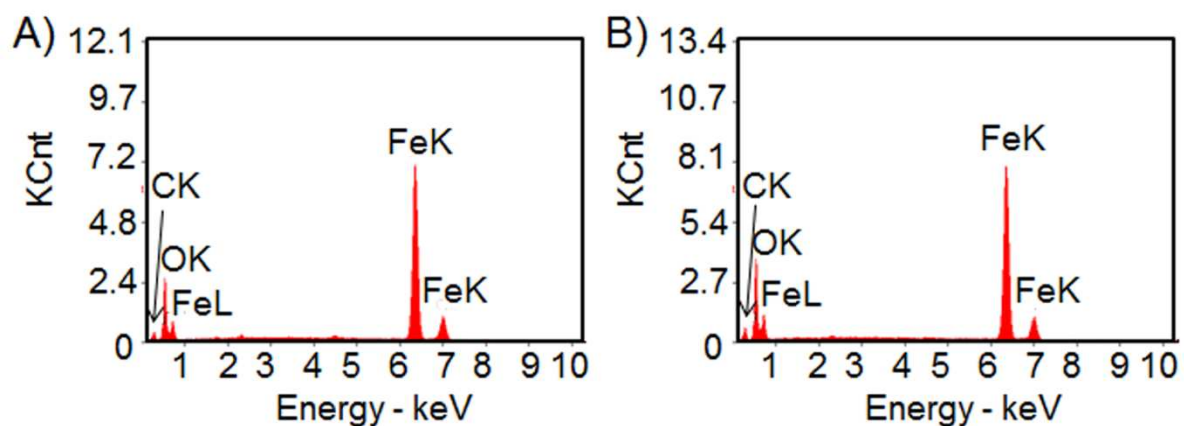 A)
12.1
9.7
7.2
4.8
2.4
0
KCnt
CK
OK
FeL
FeK
FeK
1 2 3 4 5 6 7 8 9 10
Energy - keV
B)
13.4
10.7
8.1
5.4
2.7
0
KCnt
CK
OK
FeL
FeK
FeK
1 2 3 4 5 6 7 8 9 10
Energy - keV